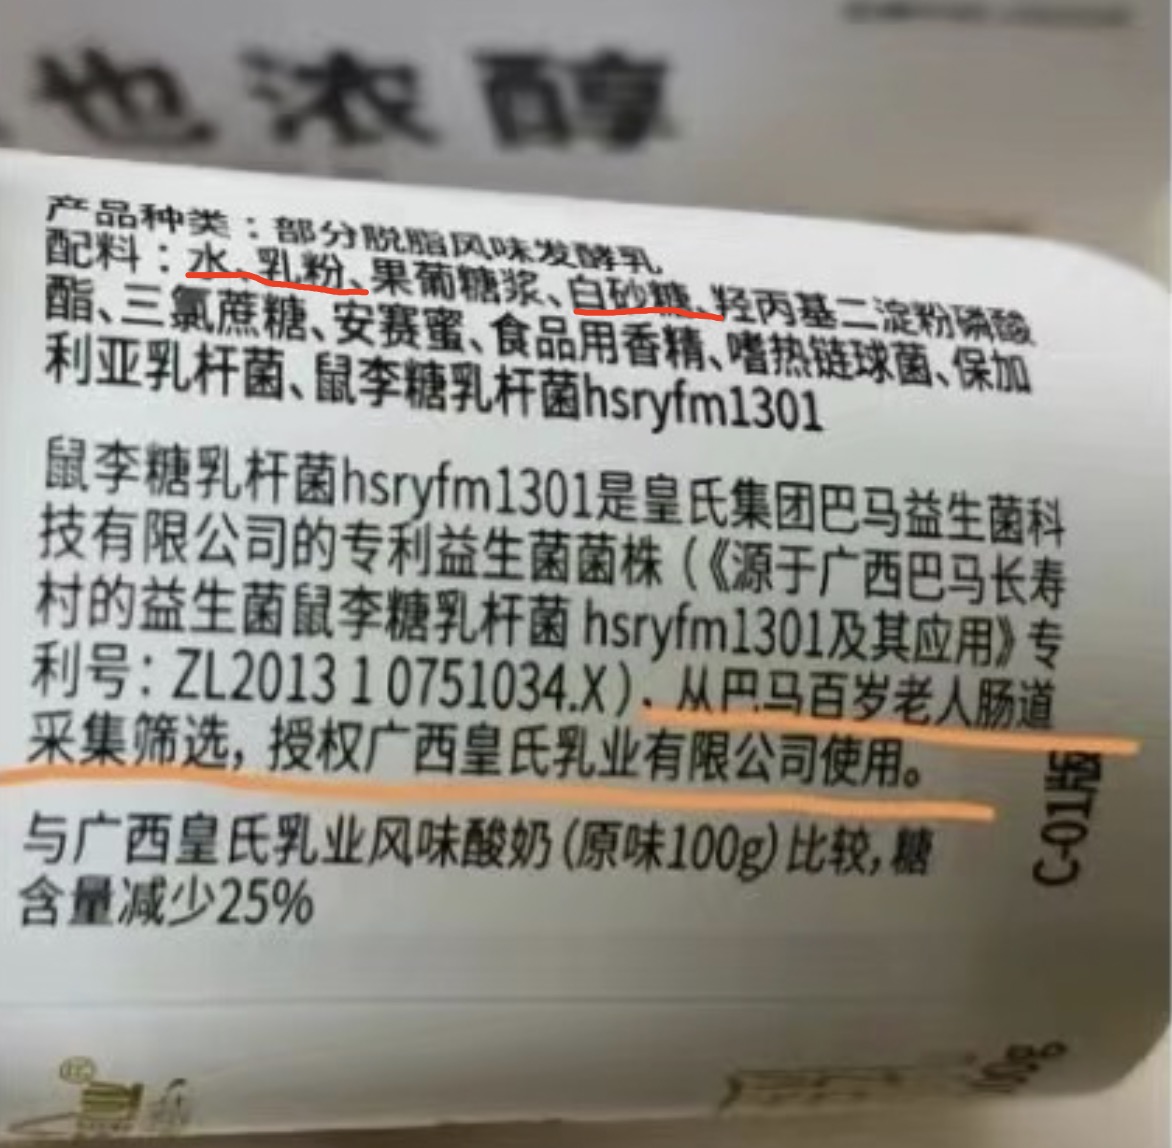 也浓醇
产品种类：部分脱脂风味发酵乳
配料：水、乳粉、果葡糖浆、白砂糖、羟丙基二淀粉磷酸
酯、三氯蔗糖、安赛蜜、食品用香精、嗜热链球菌、保加
利亚乳杆菌、鼠李糖乳杆菌hsryfm1301
鼠李糖乳杆菌hsryfm1301是皇氏集团巴马益生菌科
技有限公司的专利益生菌菌株（《源于广西巴马长寿
村的益生菌鼠李糖乳杆菌 hsryfm1301及其应用》专
利号：ZL2013 1 0751034.X）、从巴马百岁老人肠道
采集筛选，授权广西皇氏乳业有限公司使用。
与广西皇氏乳业风味酸奶（原味100g）比较，糖
含量减少25%
C-01版